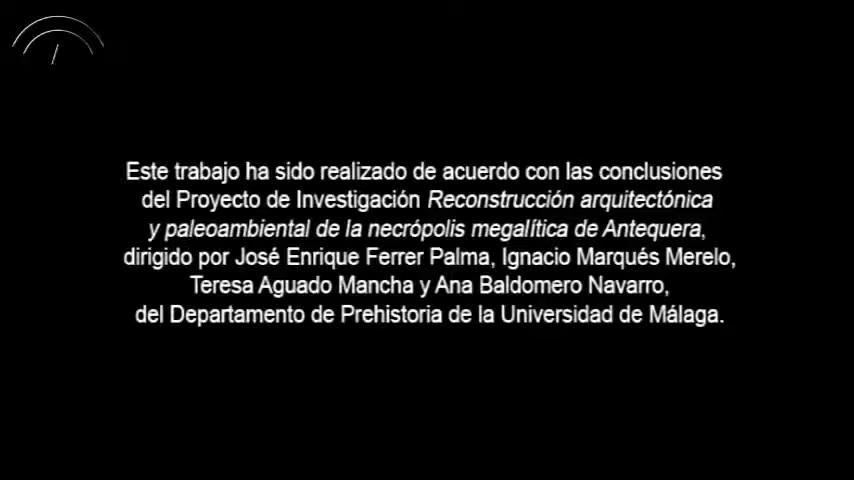 Este trabajo ha sido realizado de acuerdo con las conclusiones
del Proyecto de Investigación Reconstrucción arquitectónica
y paleoambiental de la necrópolis megalítica de Antequera,
dirigido por José Enrique Ferrer Palma, Ignacio Marqués Merelo,
Teresa Aguado Mancha y Ana Baldomero Navarro,
del Departamento de Prehistoria de la Universidad de Málaga.